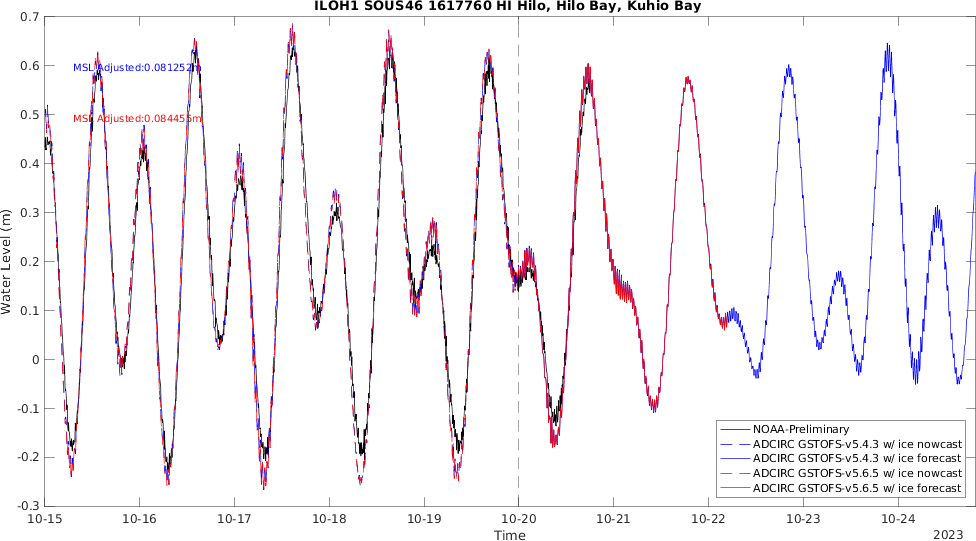 ILOH1 SOUS46 1617760 HI Hilo, Hilo Bay, Kuhio Bay
0.7
0.6
0.5
0.4
0.3
0.2
0.1
0
-0.1
-0.2
-0.3
Water Level (m)
MSL Adjusted:0.081252m
MSL Adjusted:0.084455m
NOAA-Preliminary
ADCIRC GSTOFS-v5.4.3 w/ ice nowcast
ADCIRC GSTOFS-v5.4.3 w/ ice forecast
ADCIRC GSTOFS-v5.6.5 w/ ice nowcast
ADCIRC GSTOFS-v5.6.5 w/ ice forecast
10-15 10-16 10-17 10-18 10-19 10-20 10-21 10-22 10-23 10-24
Time
2023